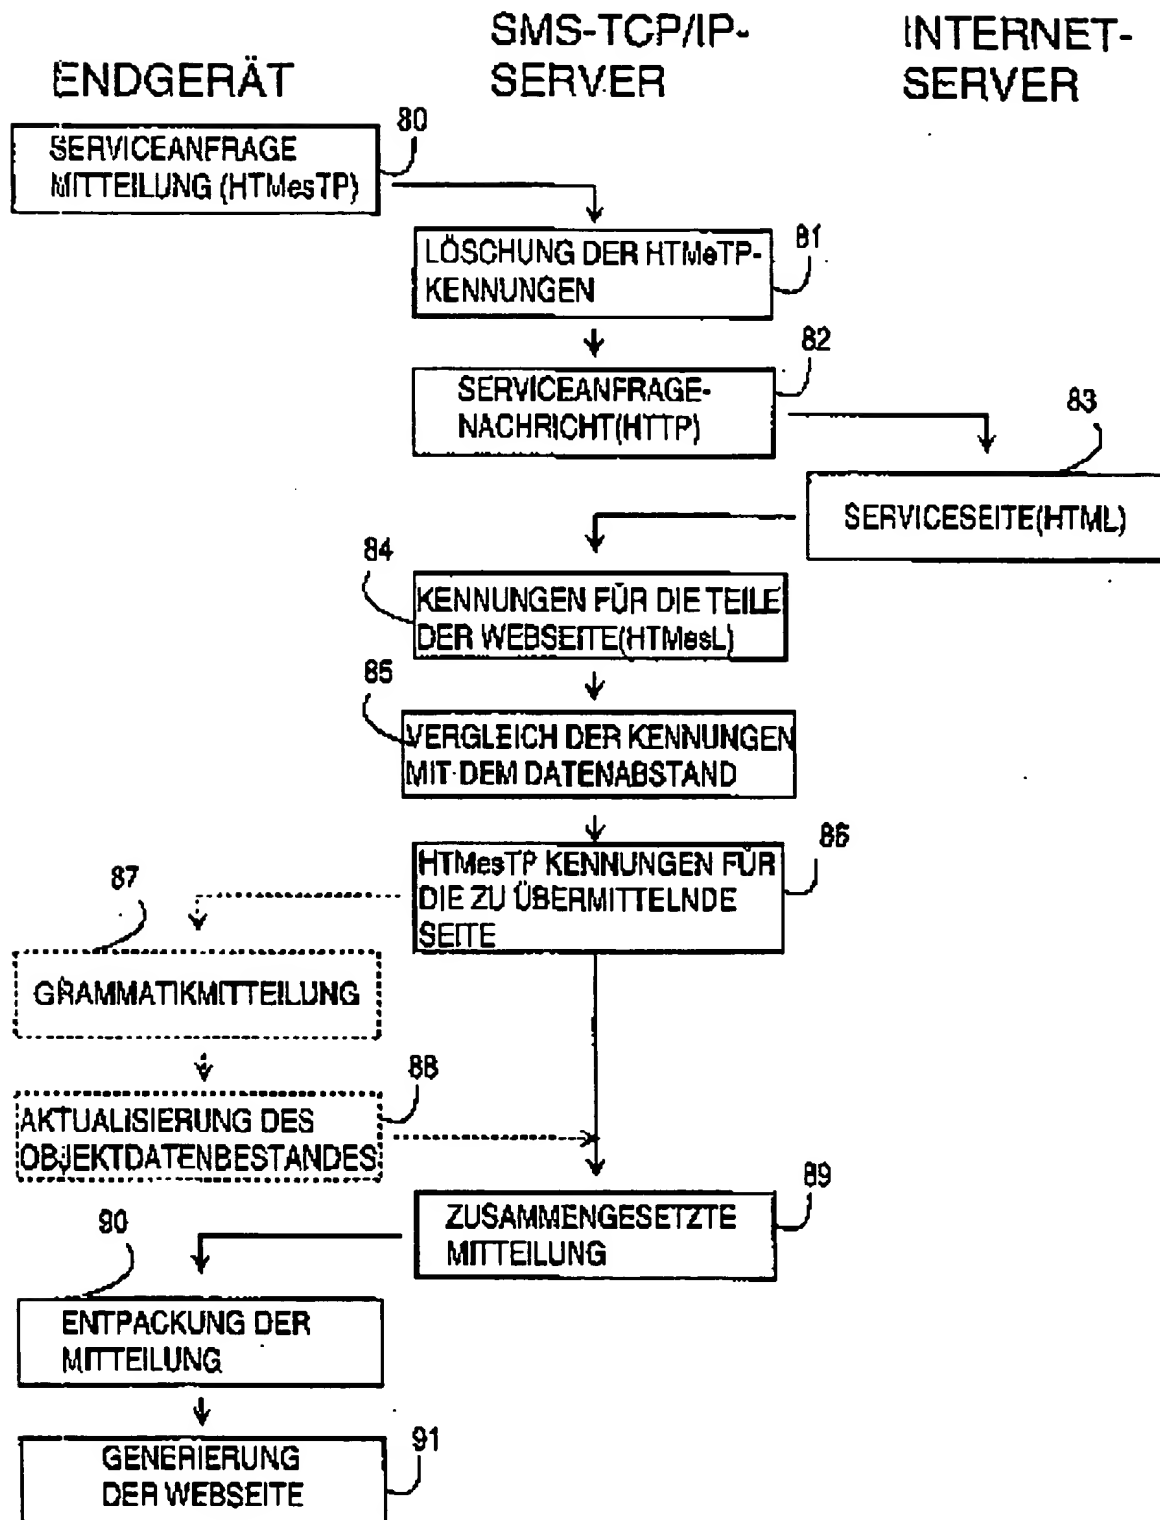 ENDGERÄT
SMS-TCP/IP-
SERVER
INTERNET-
SERVER
80
SERVICEANFRAGE
MITTEILUNG (HTMesTP)
81
LÖSCHUNG DER HTMeTP-
KENNUNGEN
82
SERVICEANFRAGE-
NACHRICHT(HTTP)
83
SERVICESEITE(HTML)
84
KENNUNGEN FÜR DIE TEILE
DER WEBSEITE(HTMesL)
85
VERGLEICH DER KENNUNGEN
MIT DEM DATENABSTAND
86
HTMesTP KENNUNGEN FÜR
DIE ZU ÜBERMITTELNDE
SEITE
87
GRAMMATIKMITTEILUNG
88
AKTUALISIERUNG DES
OBJEKTDATENBESTANDES
89
ZUSAMMENGESETZTE
MITTEILUNG
90
ENTPACKUNG DER
MITTEILUNG
91
GENERIERUNG
DER WEBSEITE